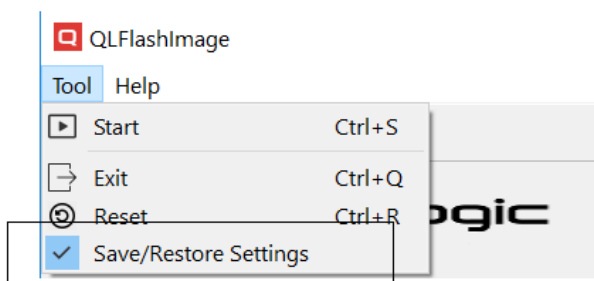 QLFlashImage
Tool Help
Start Ctrl+S
Exit Ctrl+Q
Reset Ctrl+R
Save/Restore Settings